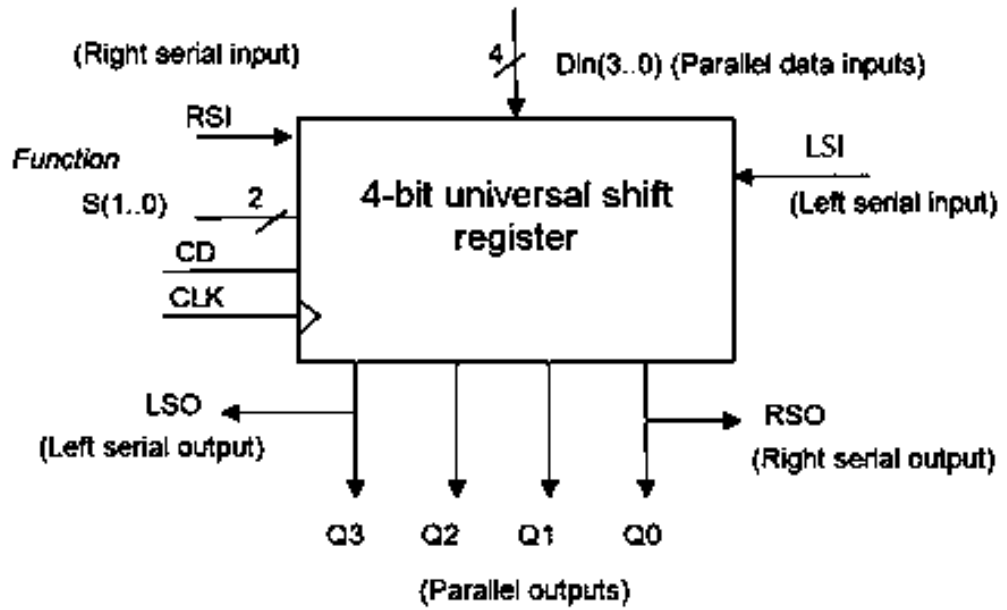 (Right serial input)
4
Din(3..0) (Parallel data inputs)
RSI
LSI
Function
S(1..0)
2
4-bit universal shift
register
(Left serial input)
CD
CLK
LSO
(Left serial output)
RSO
(Right serial output)
Q3 Q2 Q1 Q0
(Parallel outputs)